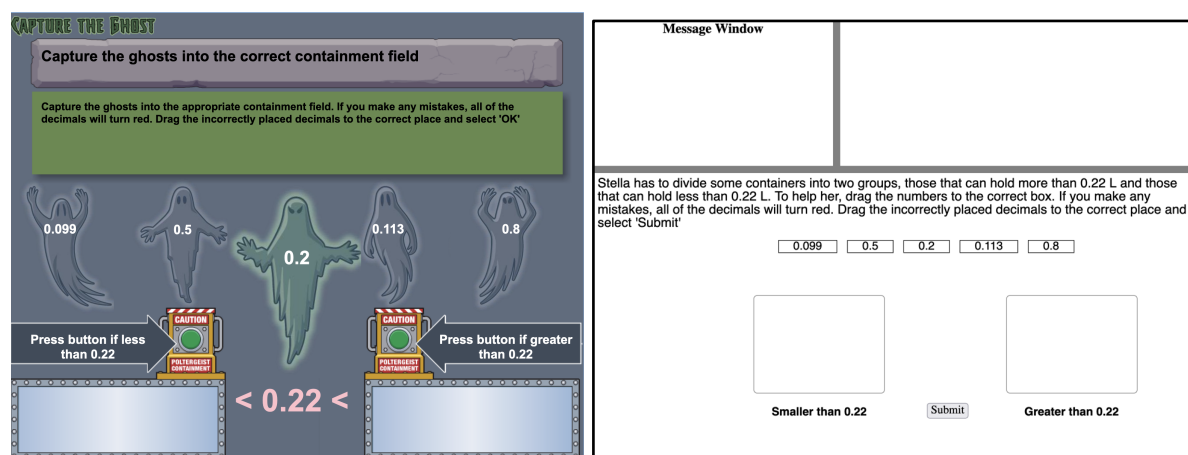 CAPTURE THE GHOST
Capture the ghosts into the correct containment field
Capture the ghosts into the appropriate containment field. If you make any mistakes, all of the
decimals will turn red. Drag the incorrectly placed decimals to the correct place and select 'OK'
0.099
0.5
0.2
0.113
0.8
CAUTION
CAUTION
Press button if less
than 0.22
Press button if greater
than 0.22
POLTERGEIST
CONTAINMENT
POLTERGEIST
CONTAINMENT
< 0.22 <
Message Window
Stella has to divide some containers into two groups, those that can hold more than 0.22 L and those
that can hold less than 0.22 L. To help her, drag the numbers to the correct box. If you make any
mistakes, all of the decimals will turn red. Drag the incorrectly placed decimals to the correct place and
select 'Submit'
0.099 0.5 0.2 0.113 0.8
Smaller than 0.22 Submit Greater than 0.22